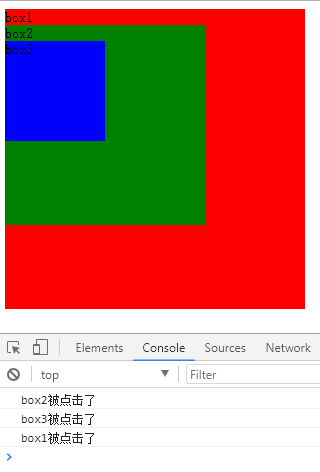 box1
box2
box3
Elements Console Sources Network
top Filter
box2被点击了
box3被点击了
box1被点击了